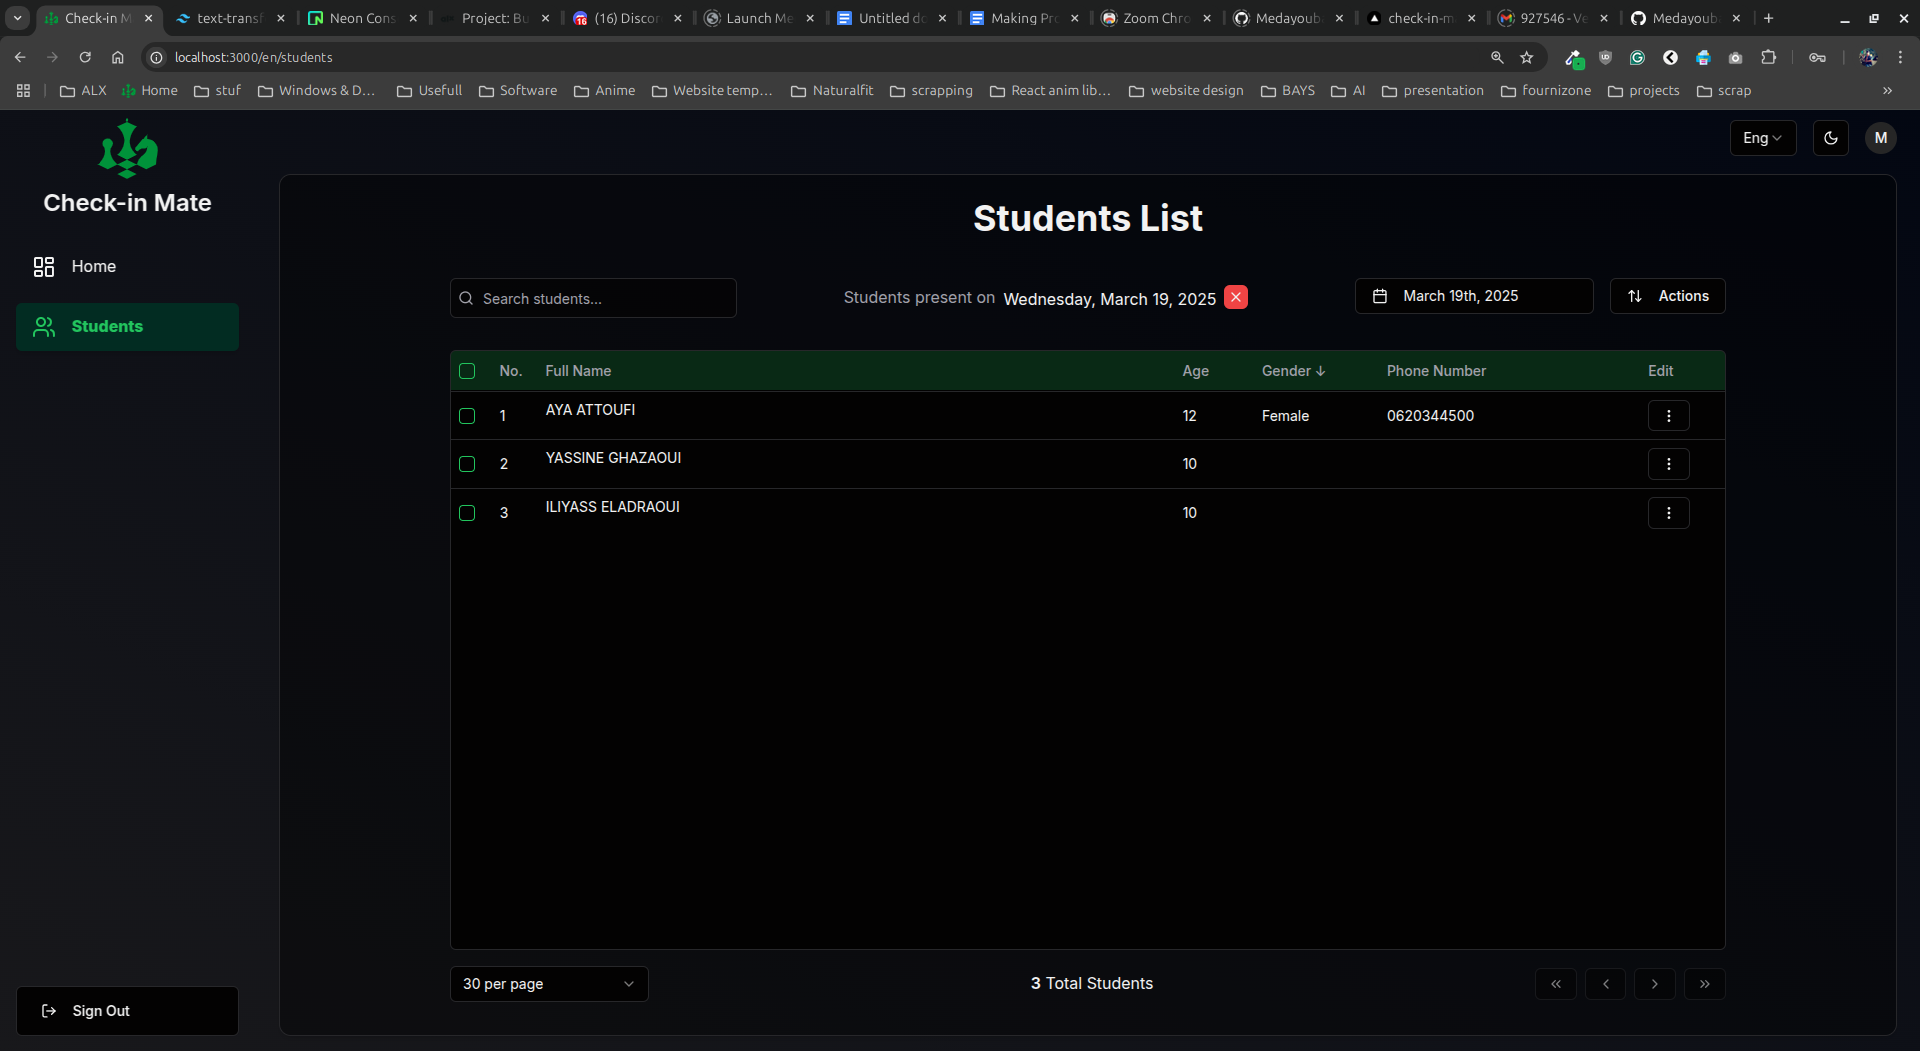 Check-in M
text-transf
Neon Cons
Project: Bu
(16) Discor
Launch Me
Untitled do
Making Pro
Zoom Chro
Medayoub
check-in-m
927546 - Ve
Medayoub
localhost:3000/en/students
ALX
Home
stuf
Windows & D...
Usefull
Software
Anime
Website temp...
Naturalfit
scrapping
React anim lib...
website design
BAYS
AI
presentation
fournizone
projects
scrap
Check-in Mate
Eng
M
Home
Students
Students List
Search students...
Students present on Wednesday, March 19, 2025
March 19th, 2025
Actions
No. Full Name Age Gender Phone Number Edit
1 AYA ATTOUFI 12 Female 0620344500
2 YASSINE GHAZAOUI 10
3 ILIYASS ELADRAOUI 10
30 per page
3 Total Students
Sign Out